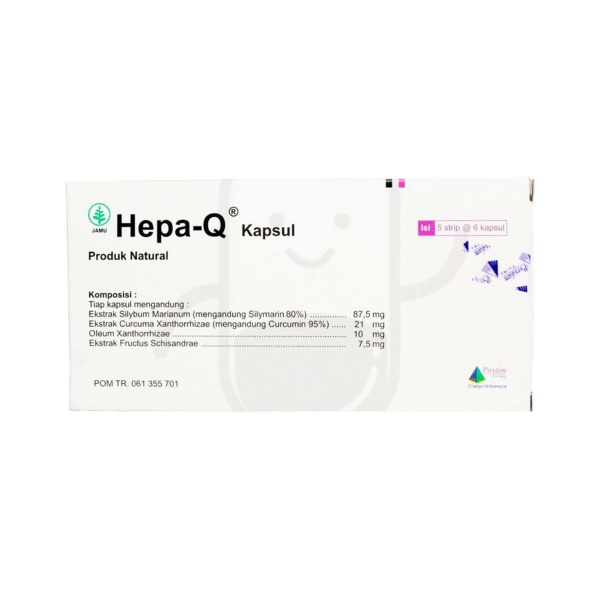 JAMU
Hepa-Q® Kapsul
Isi 5 strip @ 6 kapsul
Produk Natural
Komposisi :
Tiap kapsul mengandung :
Ekstrak Silybum Marianum (mengandung Silymarin 80%) .............. 87,5 mg
Ekstrak Curcuma Xanthorrhizae (mengandung Curcumin 95%) ...... 21 mg
Oleum Xanthorrhizae ........................................ 10 mg
Ekstrak Fructus Schisandrae ........................................ 7,5 mg
POM TR. 061 355 701
Cianjur-Indonesia